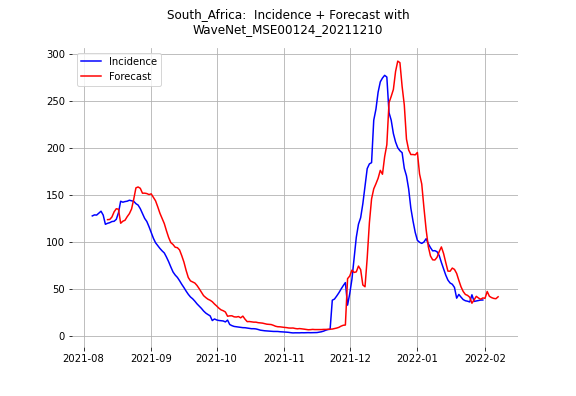 South_Africa:  Incidence + Forecast with
WaveNet_MSE00124_20211210
Incidence
Forecast
300
250
200
150
100
50
0
2021-08 2021-09 2021-10 2021-11 2021-12 2022-01 2022-02